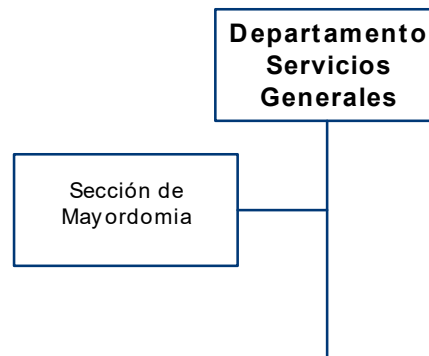 Departamento
Servicios
Generales
Sección de
Mayordomia